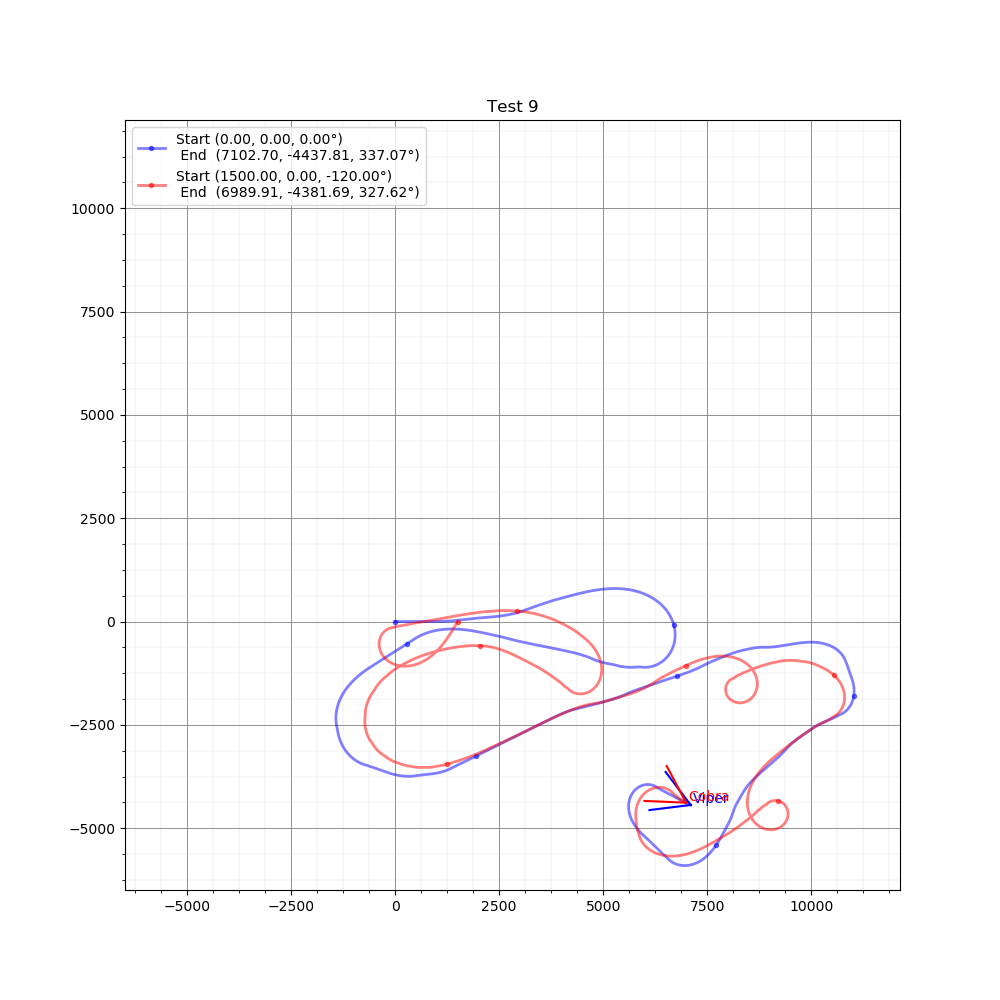 Test 9
Start (0.00, 0.00, 0.00°)
End (7102.70, -4437.81, 337.07°)
Start (1500.00, 0.00, -120.00°)
End (6989.91, -4381.69, 327.62°)
10000
7500
5000
2500
0
−2500
−5000
Cobra
Viper
−5000
−2500
0
2500
5000
7500
10000